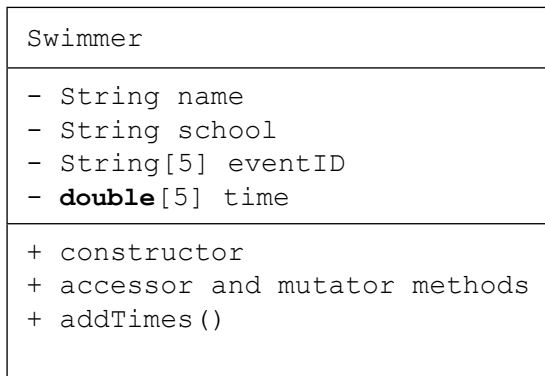 Swimmer
- String name
- String school
- String[5] eventID
- double[5] time
+ constructor
+ accessor and mutator methods
+ addTimes()